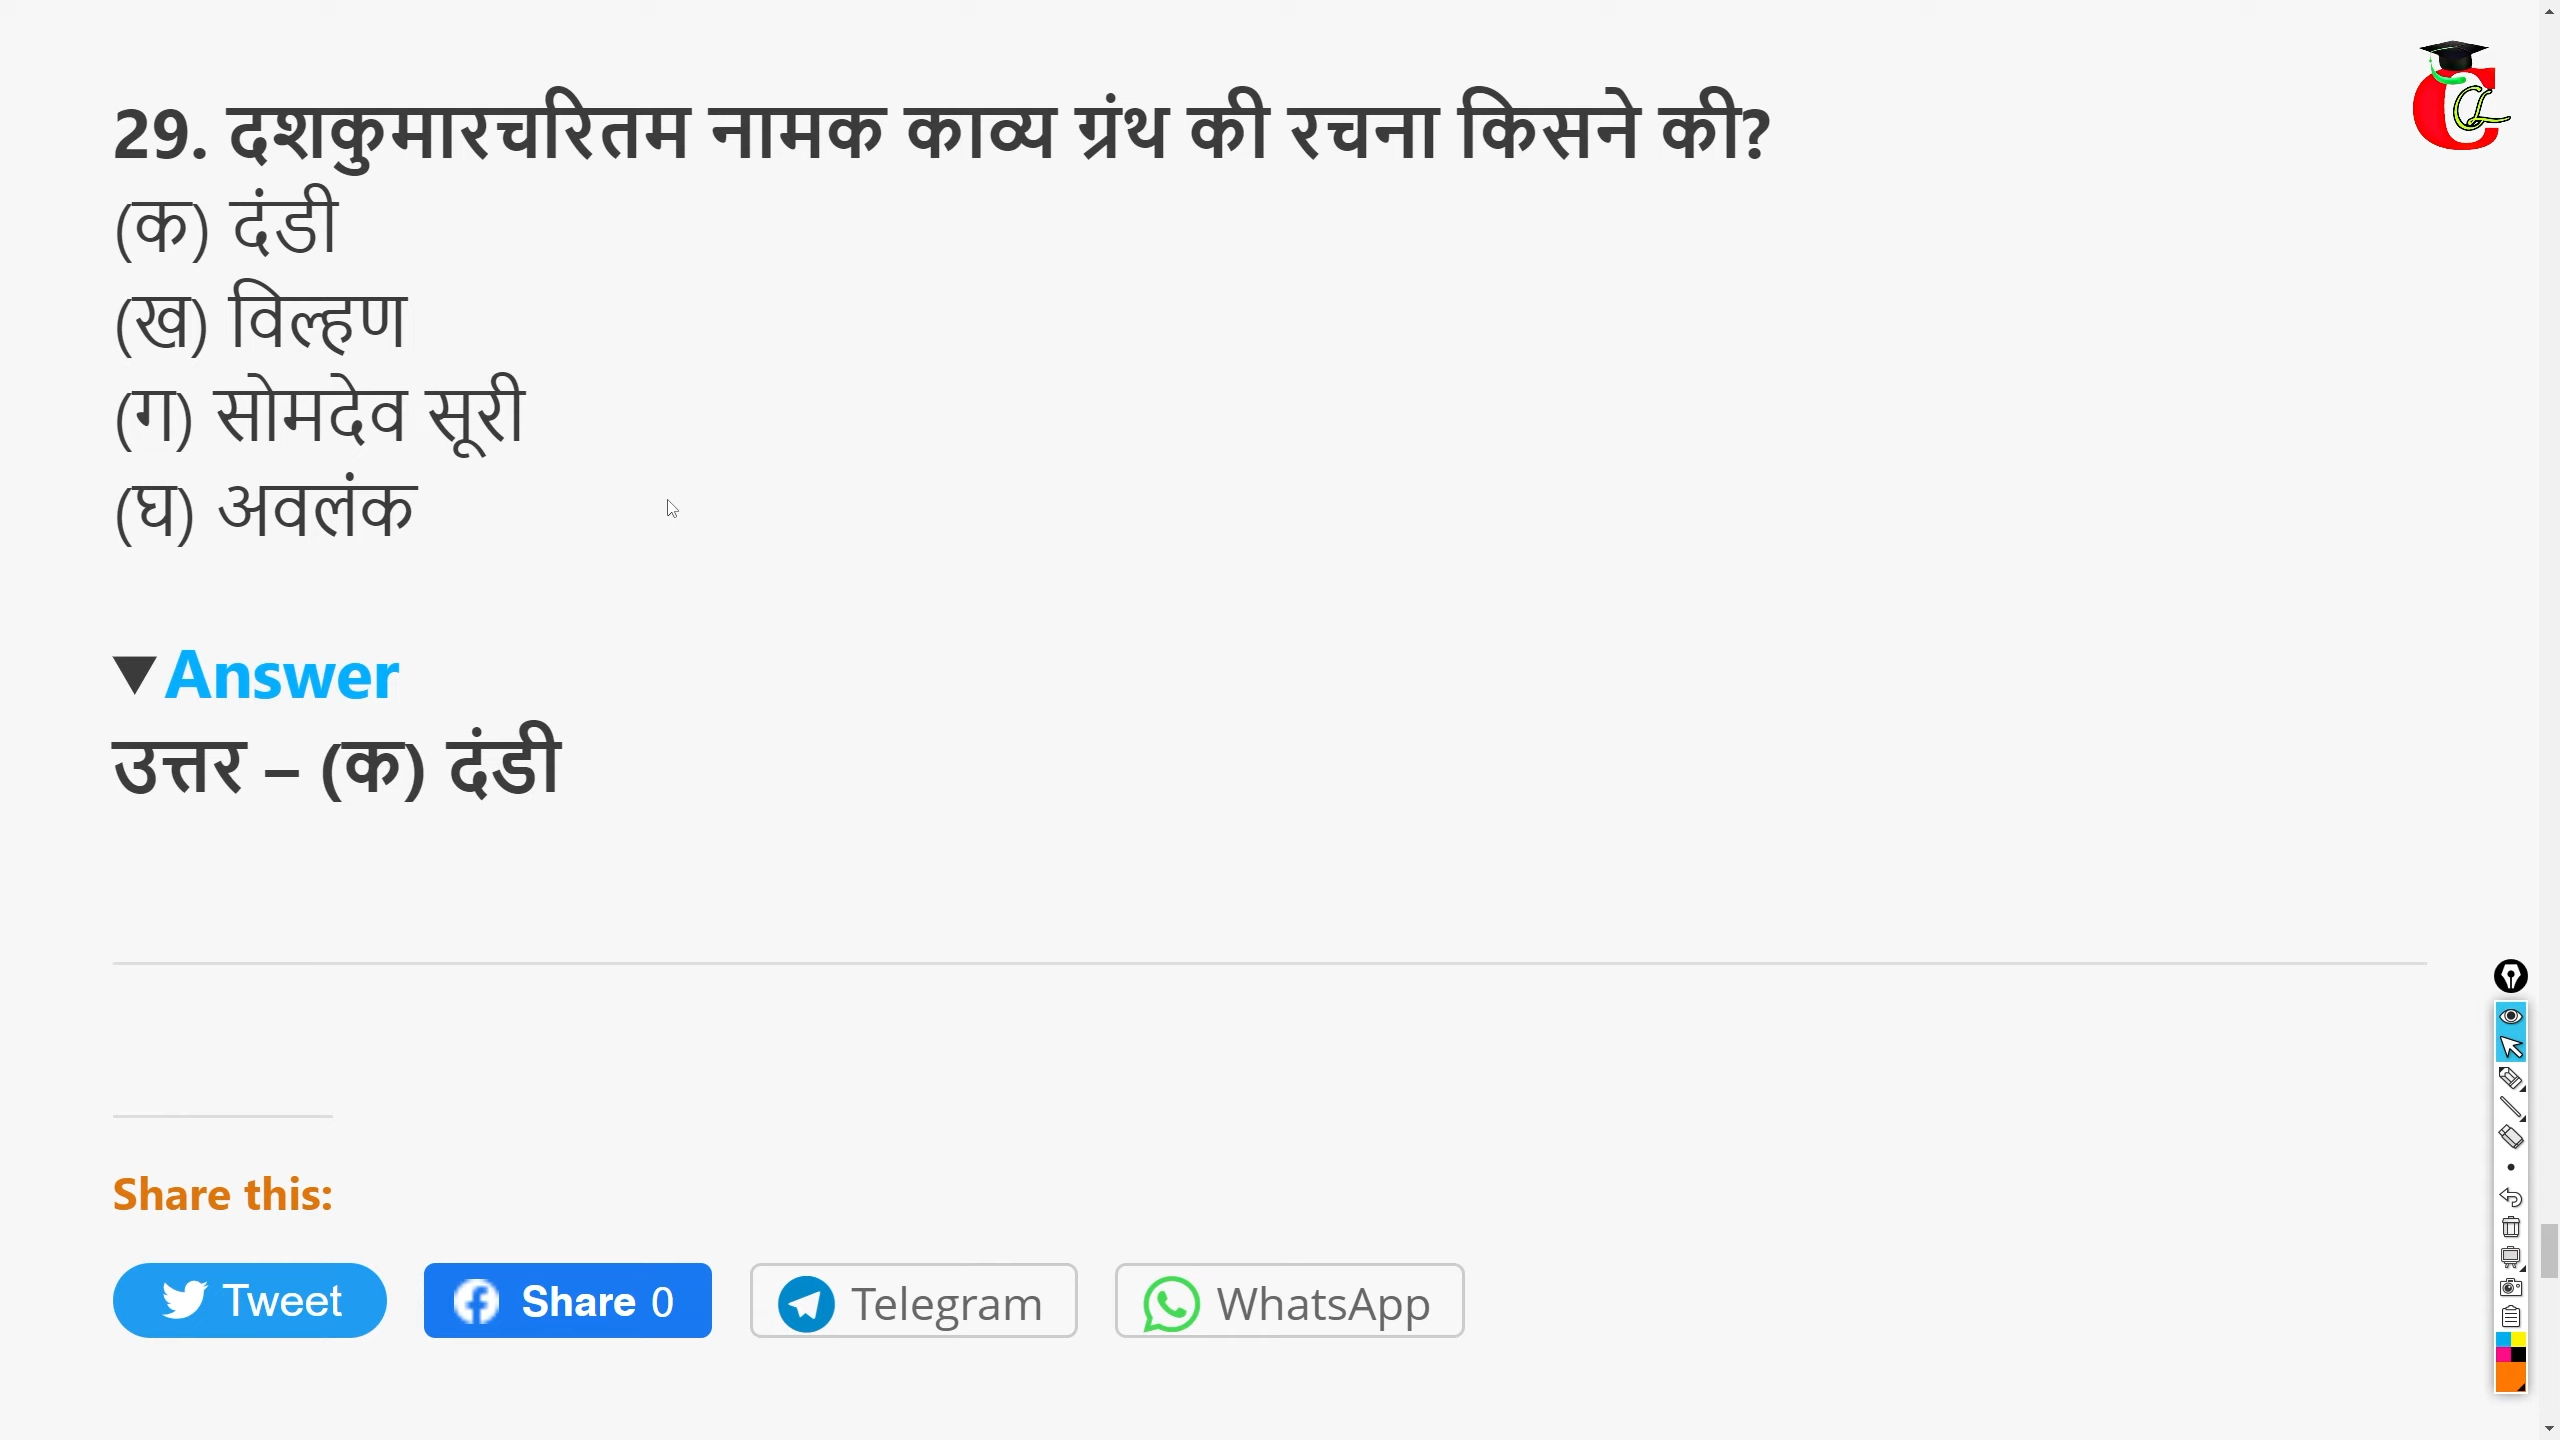 29. दशकुमारचरितम नामक काव्य ग्रंथ की रचना किसने की?
(क) दंडी
(ख) विल्हण
(ग) सोमदेव सूरी
(घ) अवलंक
▼Answer
उत्तर – (क) दंडी
Share this:
Tweet
Share 0
Telegram
WhatsApp